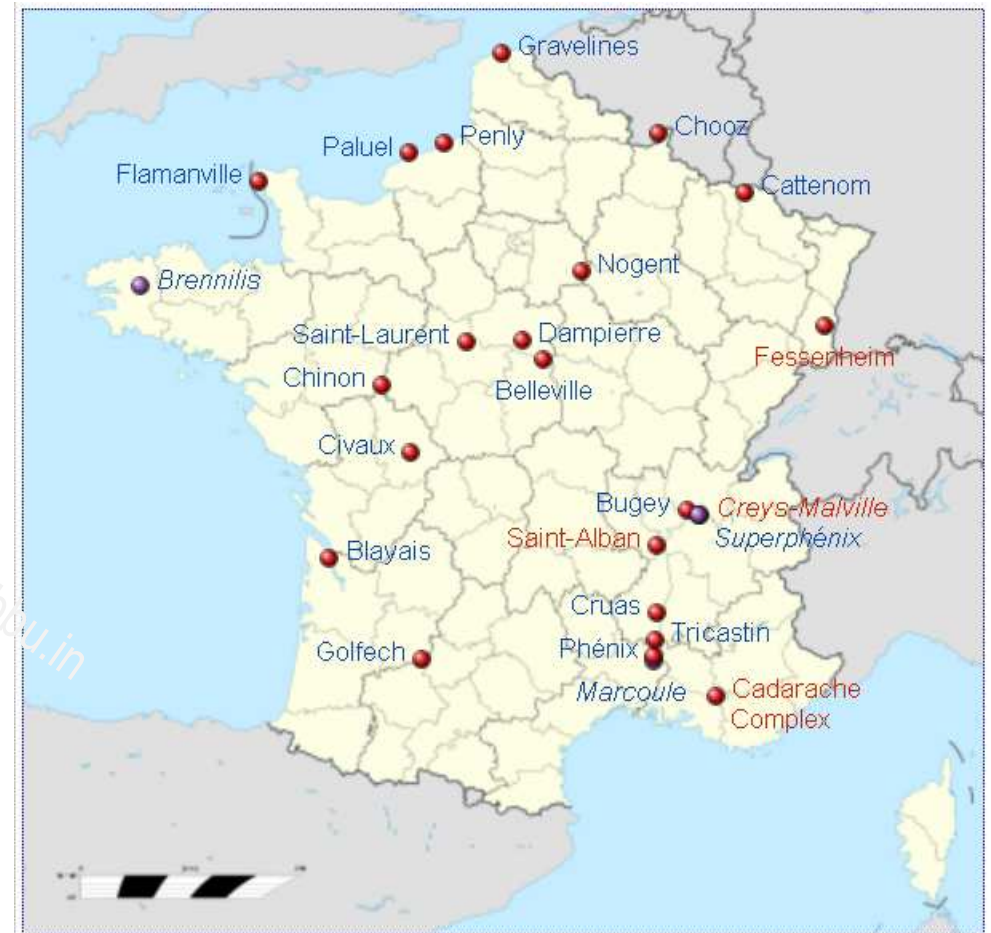 Gravelines
Chooz
Penly
Paluel
Flamanville
Cattenom
Nogent
Brennilis
Saint-Laurent
Dampierre
Fessenheim
Chinon
Belleville
Civaux
Bugey
Creys-Malville
Superphénix
Saint-Alban
Blayais
Cruas
Tricastin
Phénix
Golfech
Marcoule
Cadarache
Complex